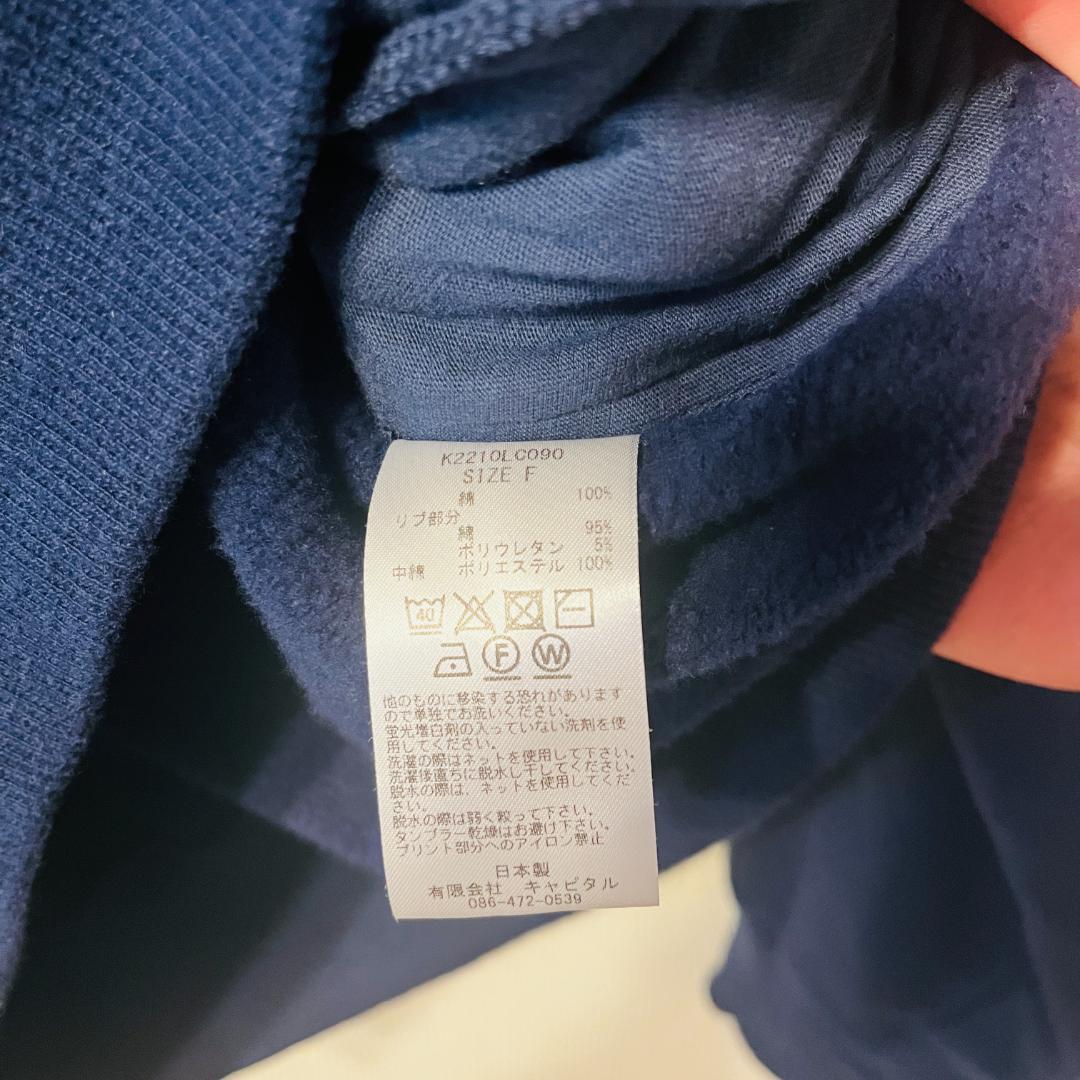 K2210LC090
SIZE F
綿 100%
リブ部分
綿 95%
ポリウレタン 5%
中綿 ポリエステル 100%
40
F W
他のものに移染する恐れがあります
ので単独でお洗いください。
蛍光増白剤の入っていない洗剤を使
用してください。
洗濯の際はネットを使用して下さい。
洗濯後直ちに脱水し干してください。
脱水の際は、ネットを使用してくだ
さい。
脱水の際は弱く絞って下さい。
タンブラー乾燥はお避け下さい。
プリント部分へのアイロン禁止
日本製
有限会社 キャピタル
086-472-0539